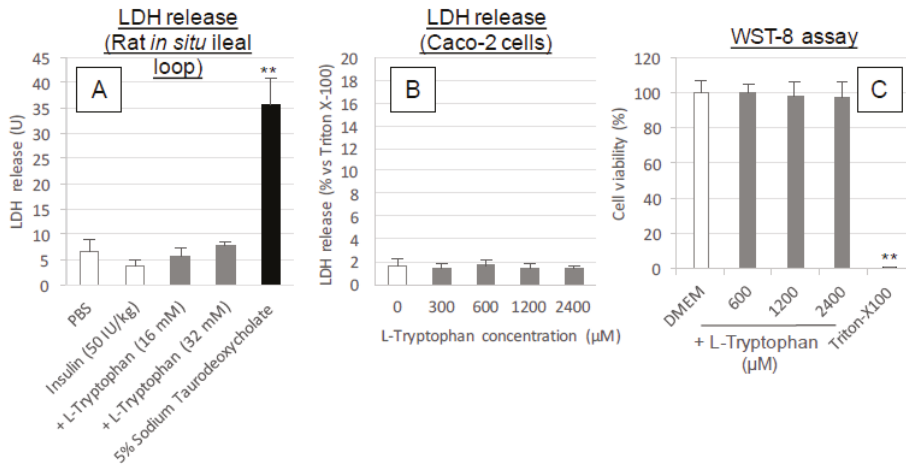 LDH release
(Rat in situ ileal
loop)
A
**
LDH release (U)
45
40
35
30
25
20
15
10
5
0
PBS
Insulin (50 IU/kg)
+ L-Tryptophan (16 mM)
+ L-Tryptophan (32 mM)
5% Sodium Taurodeoxycholate
LDH release
(Caco-2 cells)
B
LDH release (% vs Triton X-100)
20
18
16
14
12
10
8
6
4
2
0
0 300 600 1200 2400
L-Tryptophan concentration (µM)
WST-8 assay
C
Cell viability (%)
120
100
80
60
40
20
0
**
DMEM
600
1200
2400
Triton-X100
+ L-Tryptophan
(µM)